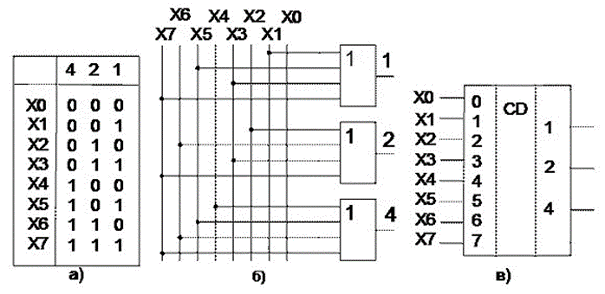 4 2 1
X0 0 0 0
X1 0 0 1
X2 0 1 0
X3 0 1 1
X4 1 0 0
X5 1 0 1
X6 1 1 0
X7 1 1 1
а)
X6 X4 X2 X0
X7 X5 X3 X1
1 1
1 2
1 4
б)
CD
X0 0
X1 1
X2 2
X3 3
X4 4
X5 5
X6 6
X7 7
1
2
4
в)